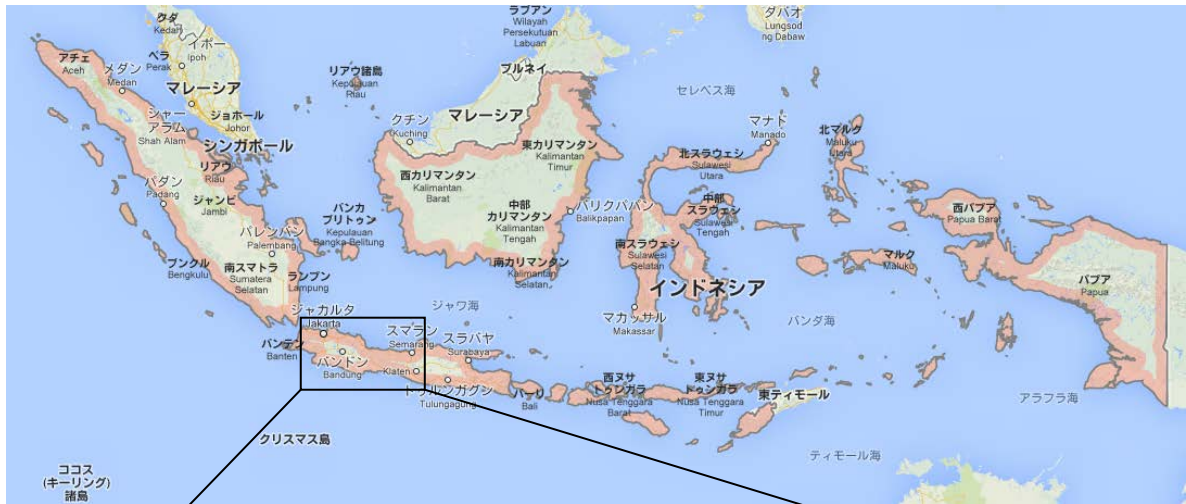 クダ
Kedah
イポー
Ipoh
ペラ
Perak
アチェ
Aceh
メダン
Medan
マレーシア
シャー
アラム
Shah Alam
ジョホール
Johor
シンガポール
リアウ
Riau
リアウ諸島
Kepulauan
Riau
ラブアン
Wilayah
Persekutuan
Labuan
ブルネイ
クチン
Kuching
マレーシア
ダバオ
Lungsod
ng Dabaw
セレベス海
マナド
Manado
北マルク
Maluku
Utara
東カリマンタン
Kalimantan
Timur
北スラウェシ
Sulawesi
Utara
西カリマンタン
Kalimantan
Barat
パダン
Padang
ジャンビ
Jambi
バンカ
ブリトゥン
Kepulauan
Bangka Belitung
中部
カリマンタン
Kalimantan
Tengah
バリクパパン
Balikpapan
中部
スラウェシ
Sulawesi
Tengah
西パプア
Papua Barat
パレンバン
Palembang
ブンクル
Bengkulu
南スマトラ
Sumatera
Selatan
ランプン
Lampung
南カリマンタン
Kalimantan
Selatan
南スラウェシ
Sulawesi
Selatan
マルク
Maluku
パプア
Papua
インドネシア
ジャカルタ
Jakarta
ジャワ海
マカッサル
Makassar
バンダ海
バンテン
Banten
バンドン
Bandung
スマラン
Semarang
Klaten
スラバヤ
Surabaya
トゥルンガグン
Tulungagung
バーリ
Bali
西ヌサ
トゥンガラ
Nusa Tenggara
Barat
東ヌサ
トゥンガラ
Nusa Tenggara
Timur
東ティモール
アラフラ海
クリスマス島
ティモール海
ココス
(キーリング)
諸島